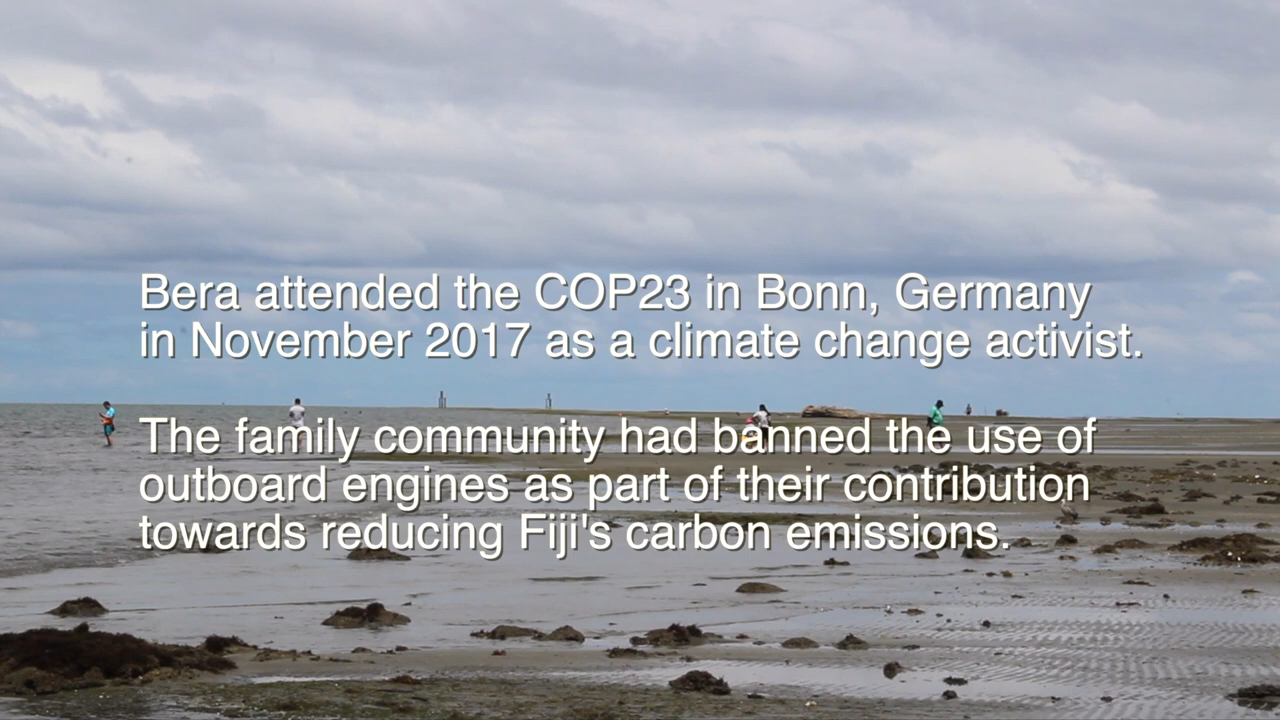 Bera attended the COP23 in Bonn, Germany
in November 2017 as a climate change activist.
The family community had banned the use of
outboard engines as part of their contribution
towards reducing Fiji's carbon emissions.